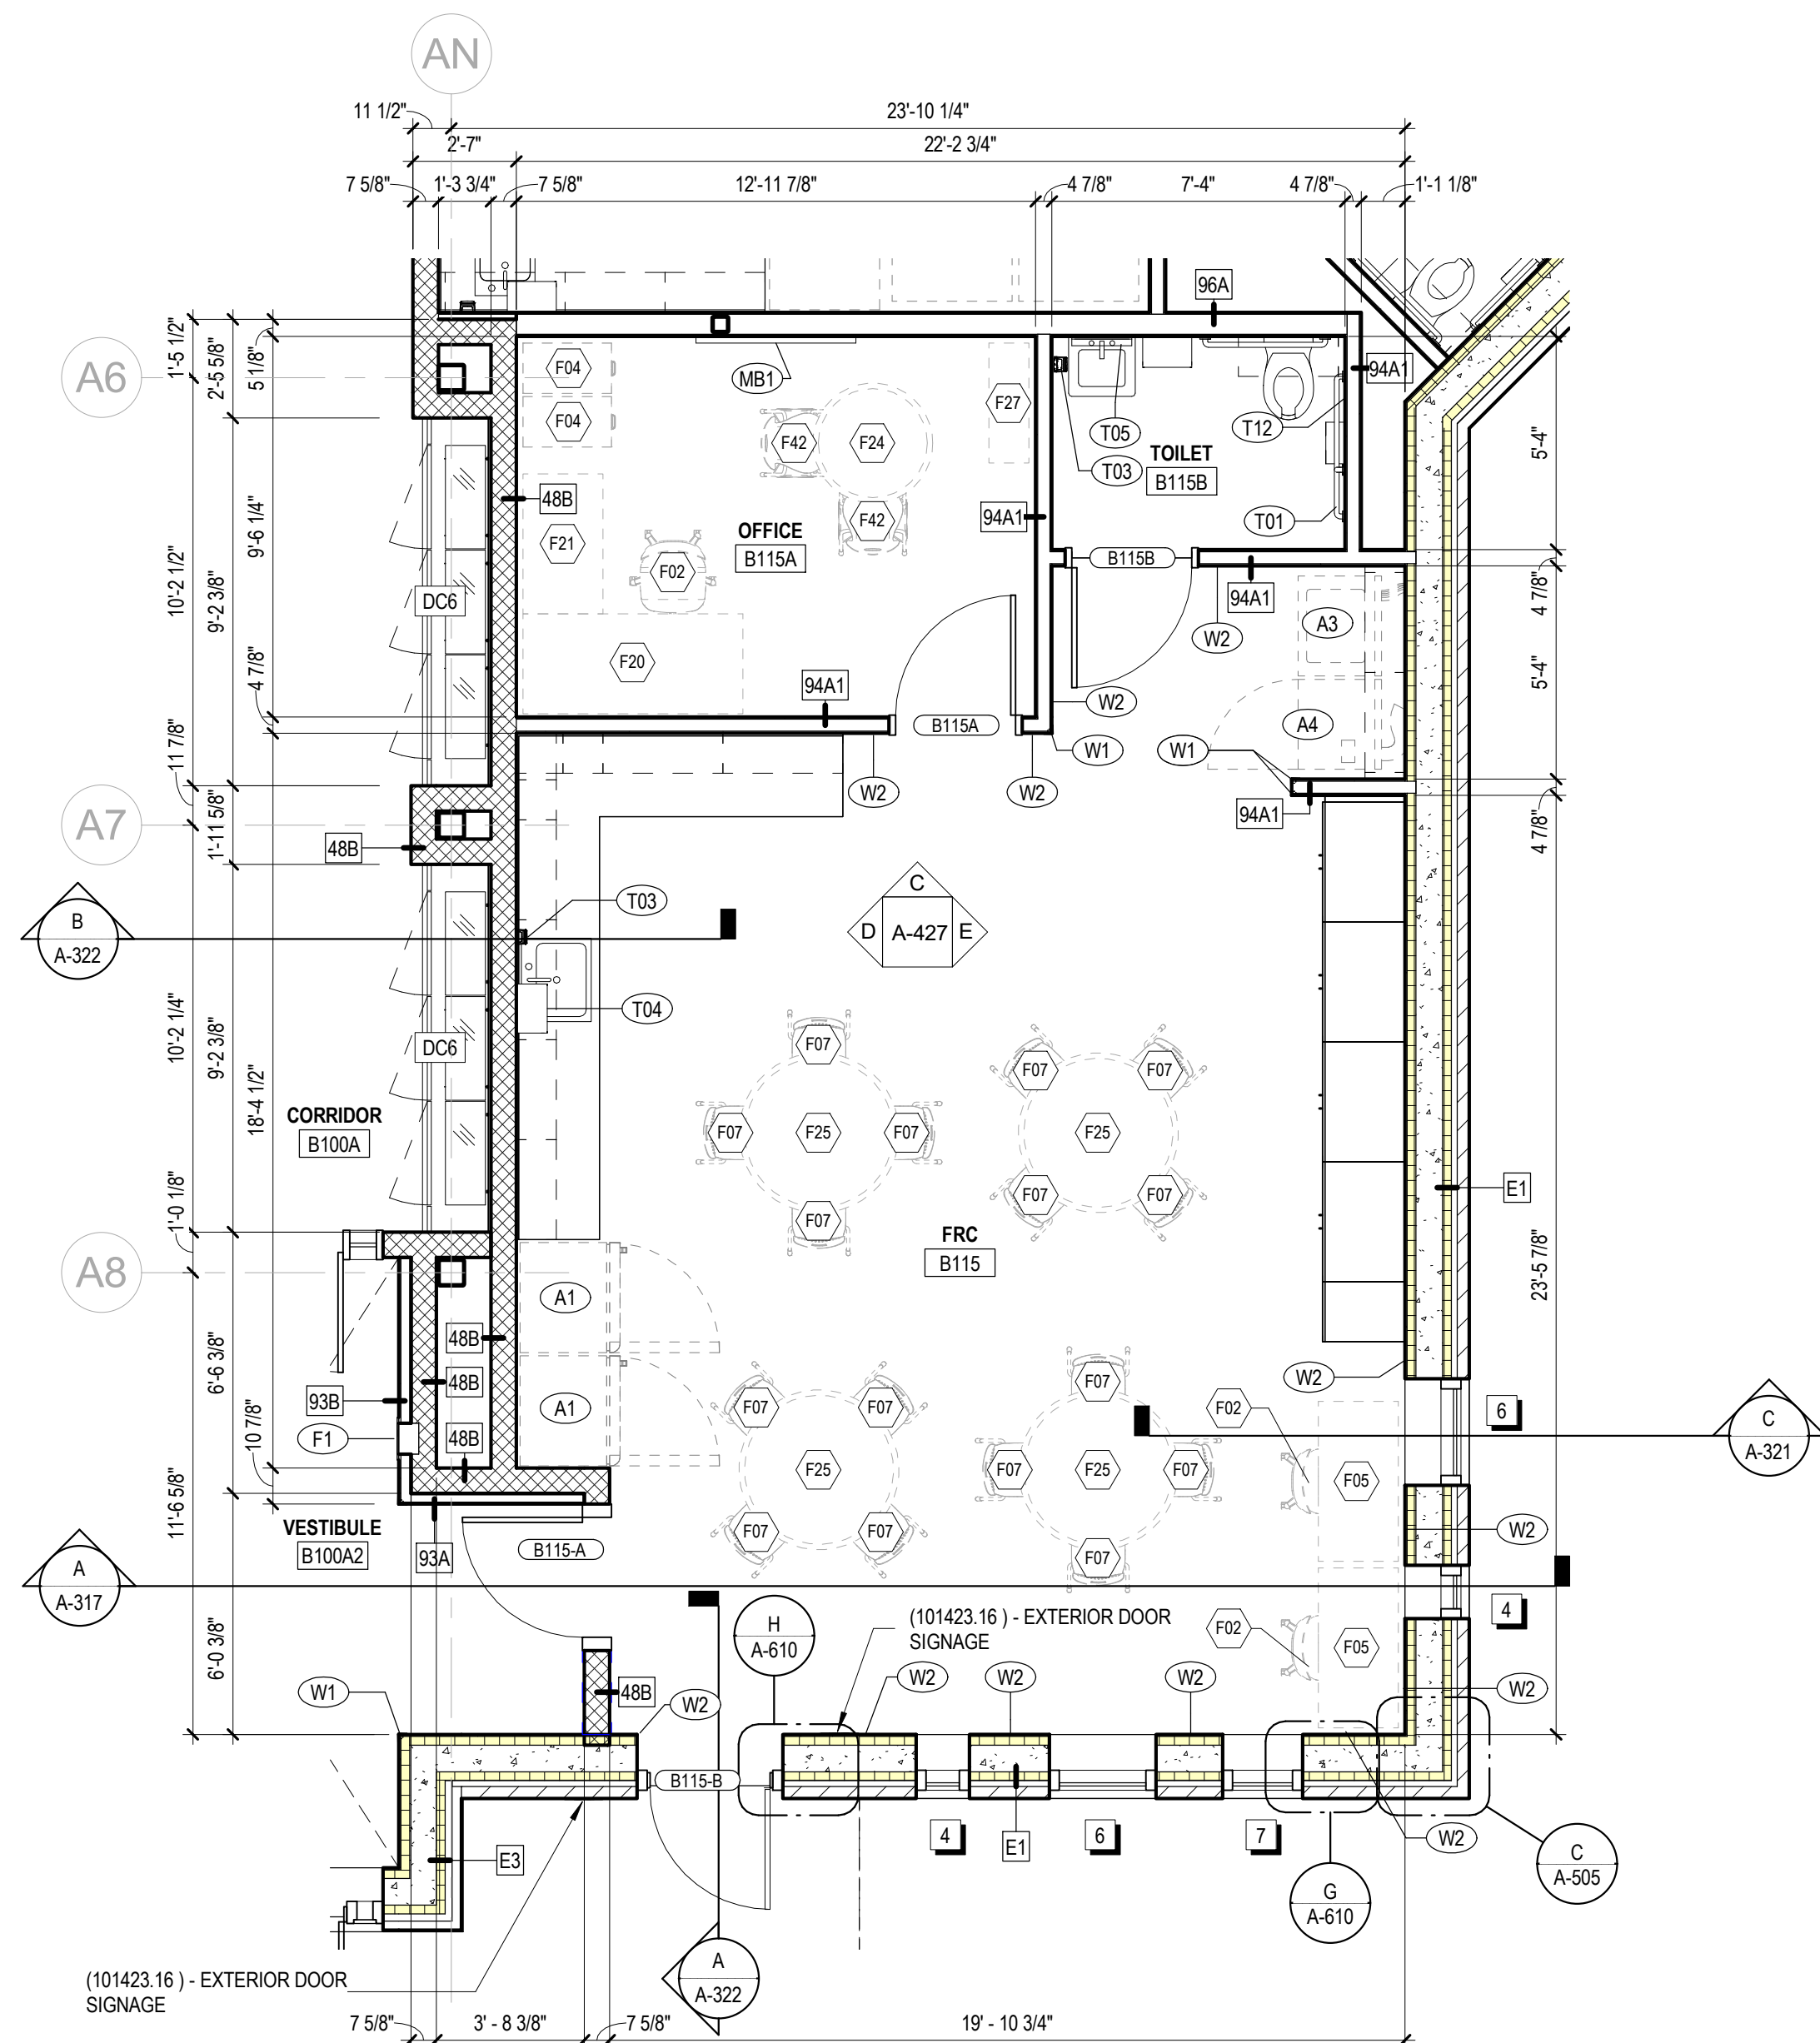 AN
11 1/2"
23'-10 1/4"
2'-7"
22'-2 3/4"
7 5/8"
1'-3 3/4"
7 5/8"
12'-11 7/8"
4 7/8"
7'-4"
4 7/8"
1'-1 1/8"
96A
1'-5 1/2"
2'-5 5/8"
5 1/8"
A6
F04
MB1
94A1
F04
F27
F42
F24
T05
T12
TOILET
B115B
T03
5'-4"
48B
F42
94A1
T01
OFFICE
B115A
F21
F02
B115B
10'-2 1/2"
9'-2 3/8"
9'-6 1/4"
DC6
94A1
4 7/8"
A3
W2
F20
94A1
W2
5'-4"
4 7/8"
B115A
A4
W1
W1
11 7/8"
W2
W2
94A1
A7
1'-11 5/8"
48B
4 7/8"
C
D
A-427
E
T03
B
A-322
T04
DC6
10'-2 1/4"
9'-2 3/8"
18'-4 1/2"
F07
F07
F07
CORRIDOR
B100A
F07
F25
F07
F25
F07
F07
F07
E1
1'-0 1/8"
FRC
B115
A8
A1
23'-5 7/8"
48B
6'-6 3/8"
W2
48B
93B
A1
F07
F07
F07
F02
6
F1
48B
C
A-321
10 7/8"
F25
F07
F25
F07
F05
11'-6 5/8"
VESTIBULE
B100A2
93A
B115-A
F07
F07
F07
W2
A
A-317
H
A-610
(101423.16 ) - EXTERIOR DOOR
SIGNAGE
F02
F05
4
6'-0 3/8"
W1
48B
W2
W2
W2
W2
W2
B115-B
4
E1
6
7
W2
E3
G
A-610
C
A-505
A
A-322
(101423.16 ) - EXTERIOR DOOR
SIGNAGE
7 5/8"
3' - 8 3/8"
7 5/8"
19' - 10 3/4"